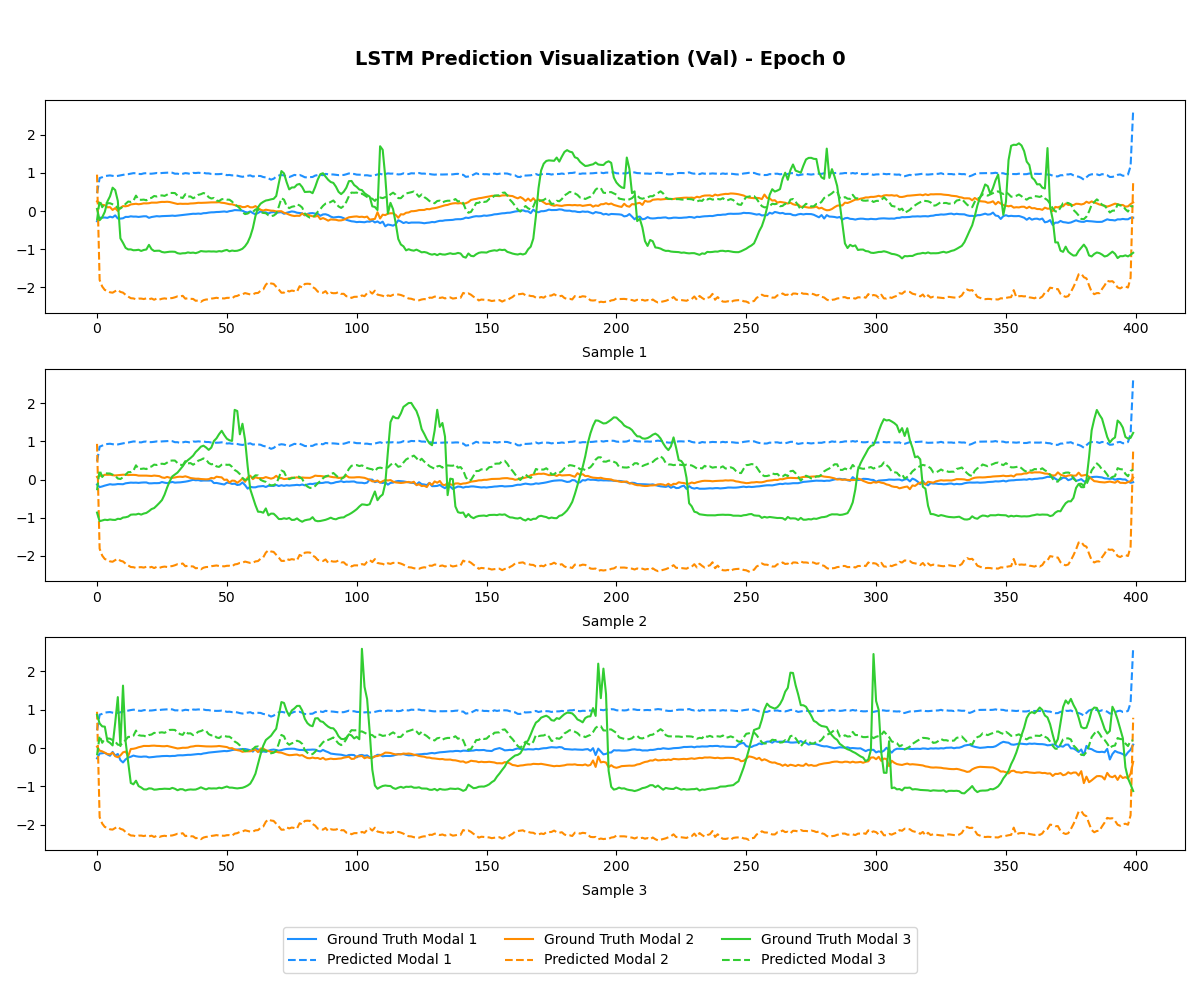 LSTM Prediction Visualization (Val) - Epoch 0
2
1
0
−1
−2
0 50 100 150 200 250 300 350 400
Sample 1
2
1
0
−1
−2
0 50 100 150 200 250 300 350 400
Sample 2
2
1
0
−1
−2
0 50 100 150 200 250 300 350 400
Sample 3
Ground Truth Modal 1 Ground Truth Modal 2 Ground Truth Modal 3
Predicted Modal 1 Predicted Modal 2 Predicted Modal 3